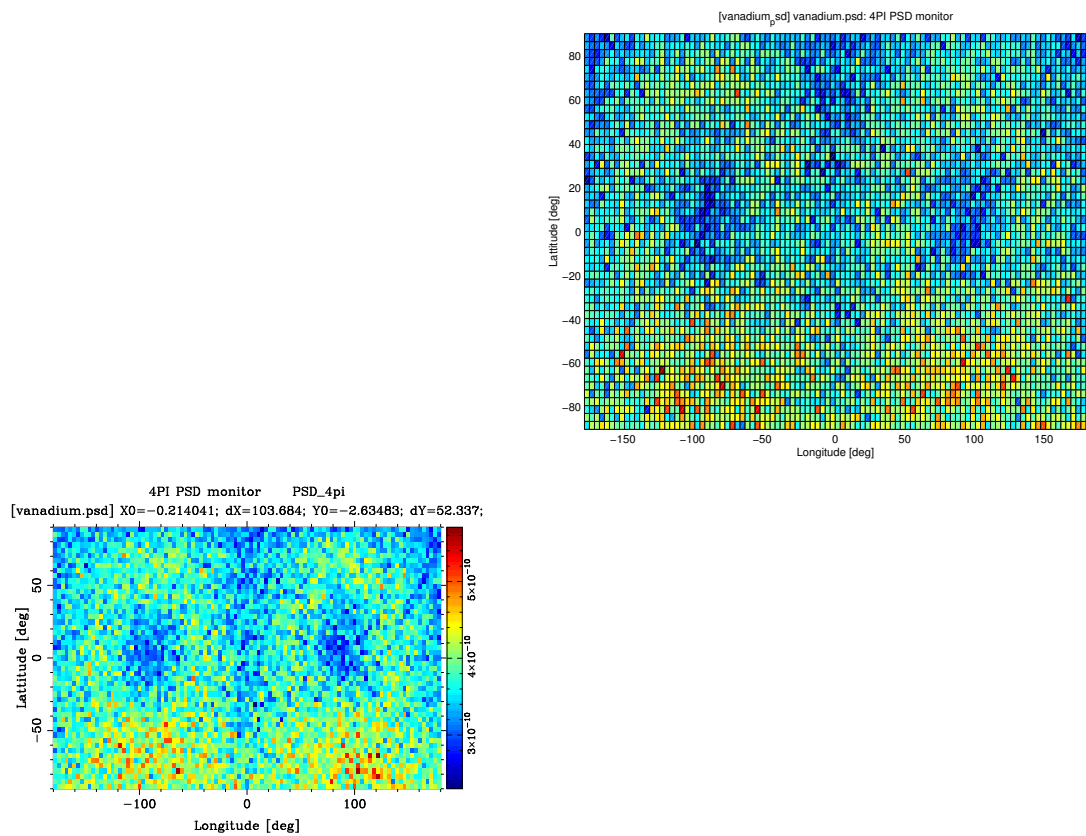 [vanadium_psd] vanadium.psd: 4PI PSD monitor
80
60
40
20
0
−20
−40
−60
−80
Lattitude [deg]
−150 −100 −50 0 50 100 150
Longitude [deg]
4PI PSD monitor PSD_4pi
[vanadium.psd] X0=−0.214041; dX=103.684; Y0=−2.63483; dY=52.337;
50
0
−50
Lattitude [deg]
5×10⁻¹⁰
4×10⁻¹⁰
3×10⁻¹⁰
−100 0 100
Longitude [deg]